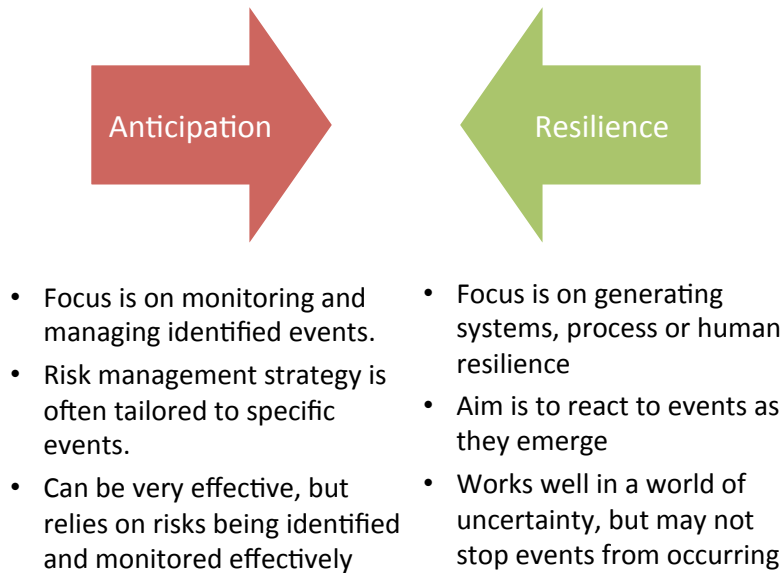 Anticipation
Resilience
• Focus is on monitoring and
managing identified events.
• Risk management strategy is
often tailored to specific
events.
• Can be very effective, but
relies on risks being identified
and monitored effectively
• Focus is on generating
systems, process or human
resilience
• Aim is to react to events as
they emerge
• Works well in a world of
uncertainty, but may not
stop events from occurring